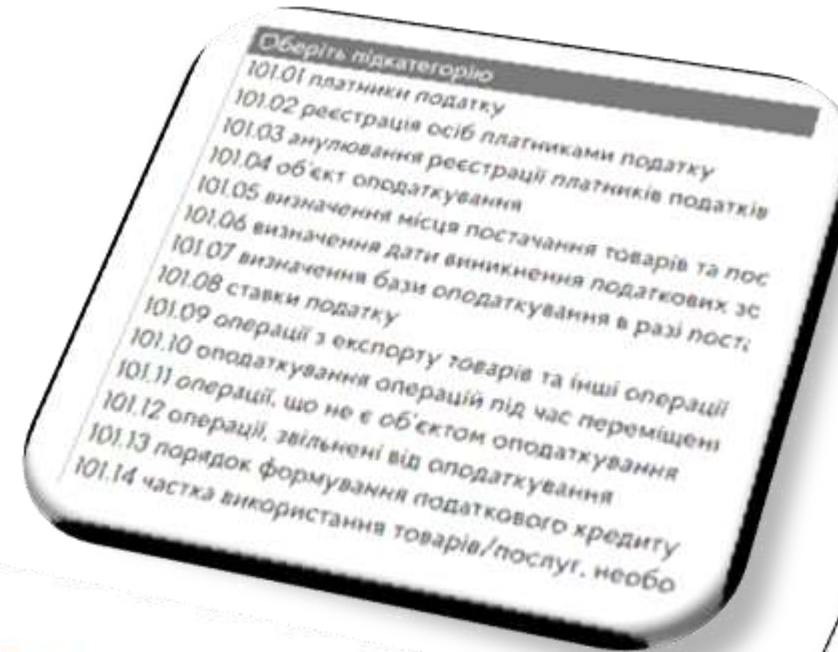 Оберіть підкатегорію
101.01 платники податку
101.02 реєстрація осіб платниками податку
101.03 анулювання реєстрації платників податків
101.04 об'єкт оподаткування
101.05 визначення місця постачання товарів та пос
101.06 визначення дати виникнення податкових зо
101.07 визначення бази оподаткування в разі поста
101.08 ставки податку
101.09 операції з експорту товарів та інші операції
101.10 оподаткування операцій під час переміщенн
101.11 операції, що не є об'єктом оподаткування
101.12 операції, звільнені від оподаткування
101.13 порядок формування податкового кредиту
101.14 частка використання товарів/послуг, необо